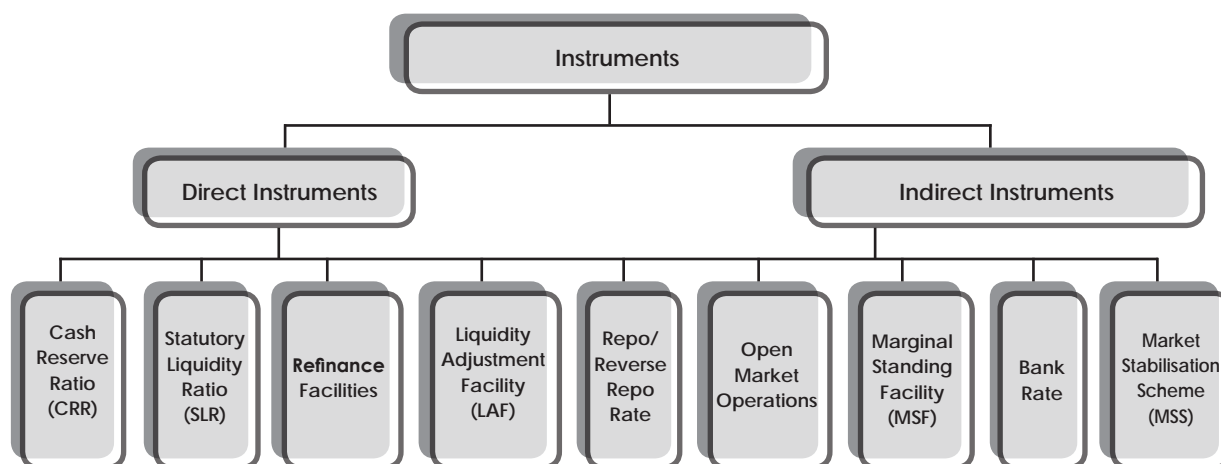 Instruments
Direct Instruments
Indirect Instruments
Cash
Reserve
Ratio
(CRR)
Statutory
Liquidity
Ratio
(SLR)
Refinance
Facilities
Liquidity
Adjustment
Facility
(LAF)
Repo/
Reverse
Repo
Rate
Open
Market
Operations
Marginal
Standing
Facility
(MSF)
Bank
Rate
Market
Stabilisation
Scheme
(MSS)